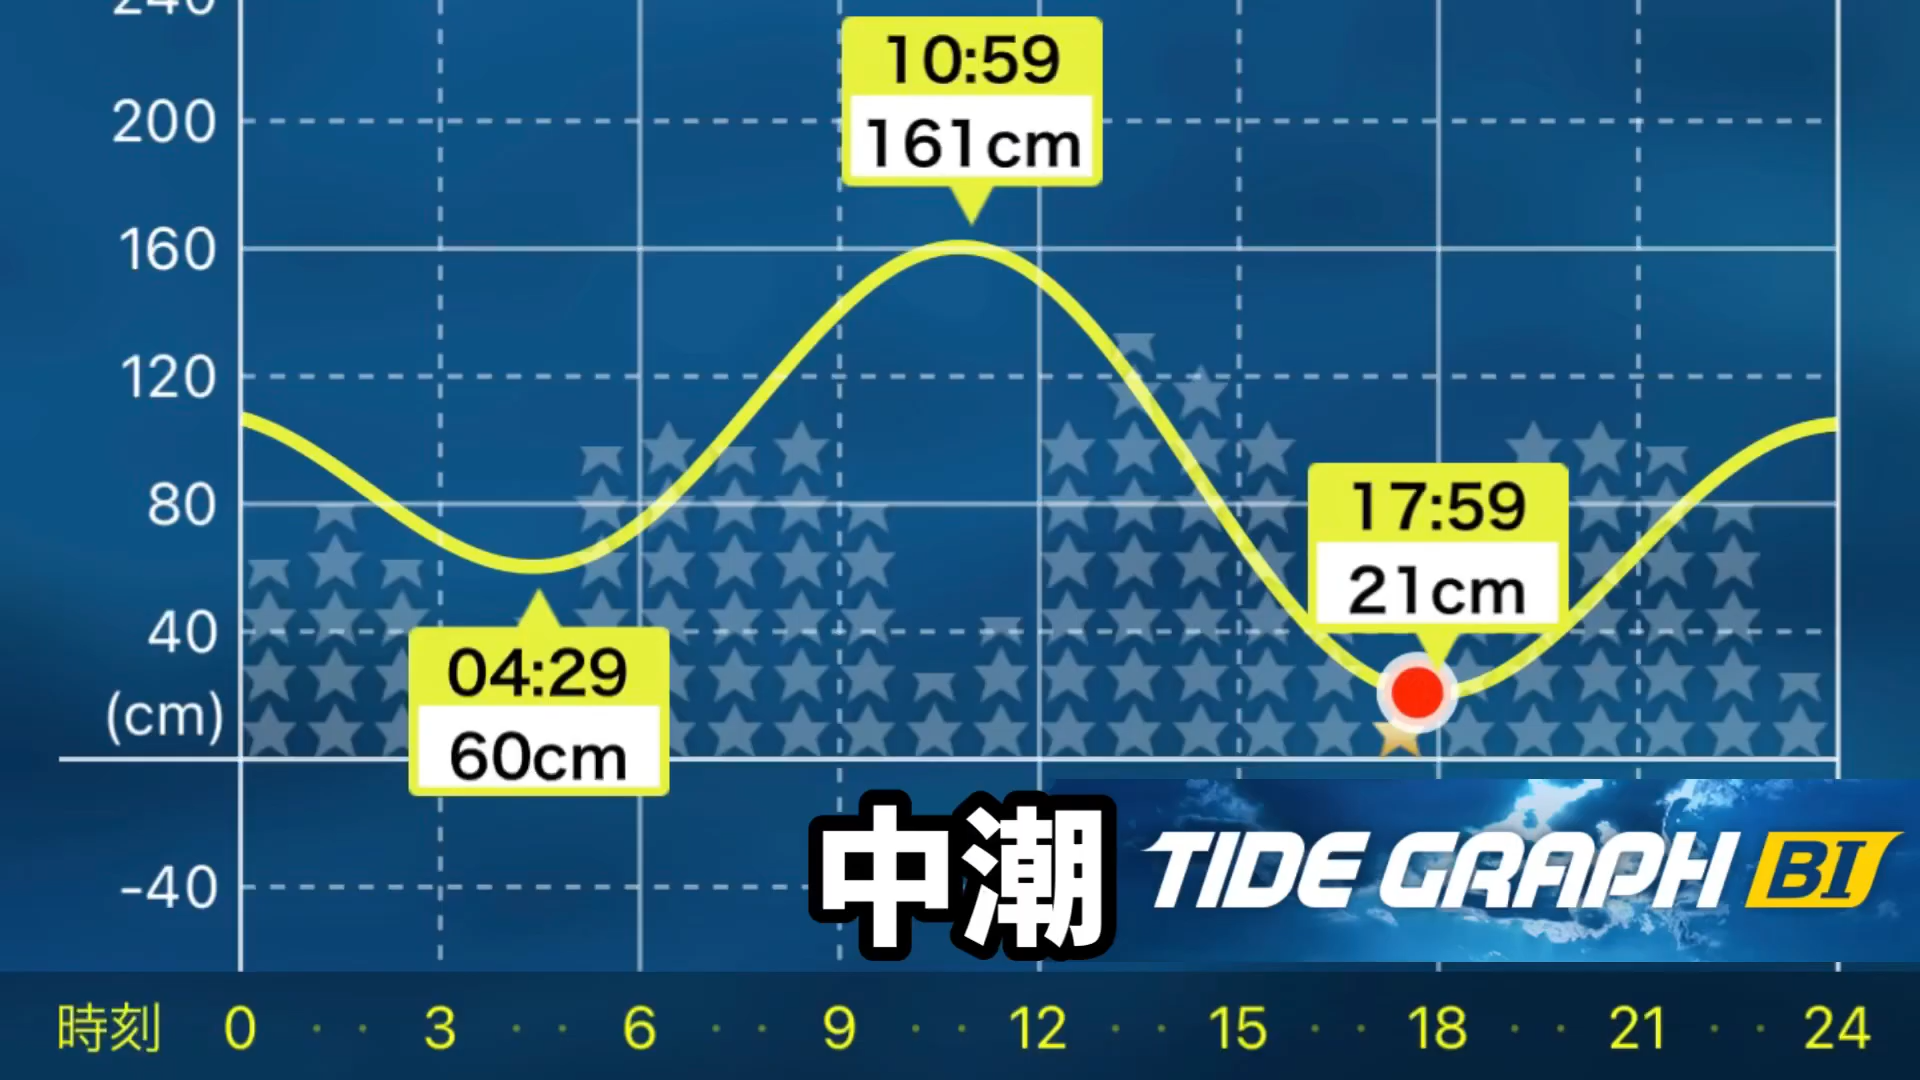 240
10:59
161cm
200
160
120
80
17:59
21cm
40
04:29
60cm
(cm)
中潮
TIDE GRAPH BI
-40
時刻 0 3 6 9 12 15 18 21 24